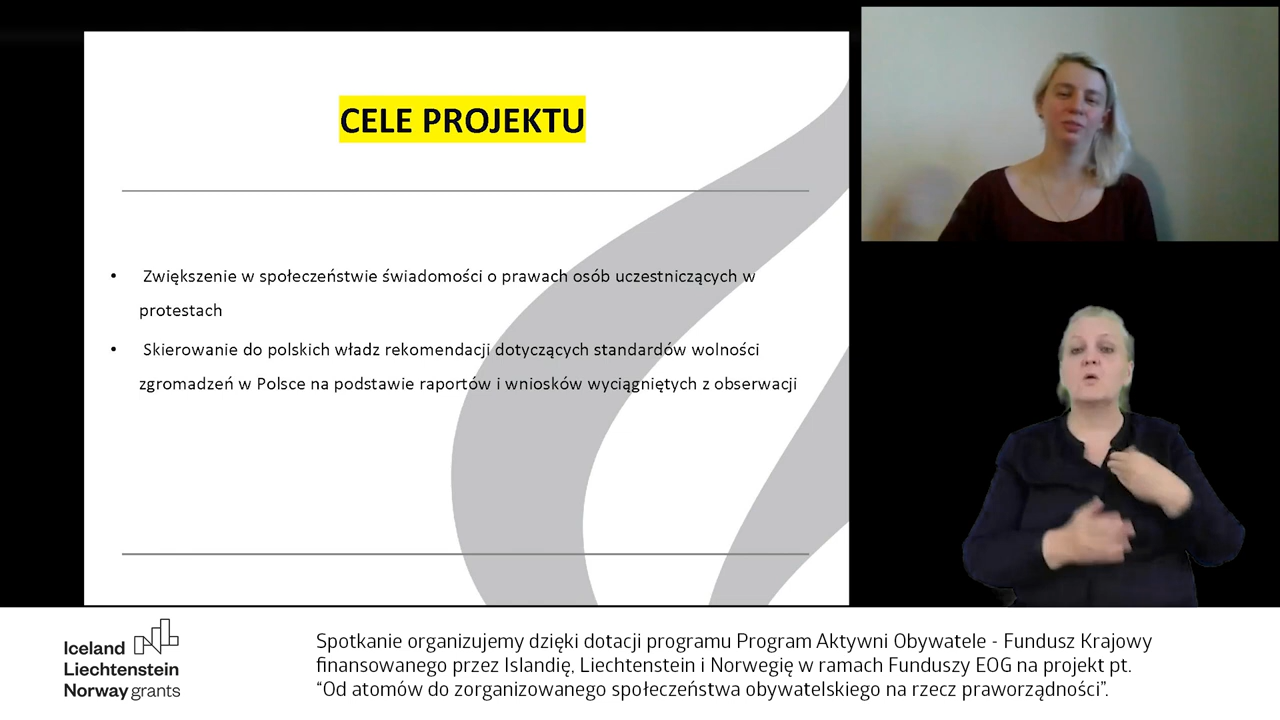 CELE PROJEKTU
• Zwiększenie w społeczeństwie świadomości o prawach osób uczestniczących w
protestach
• Skierowanie do polskich władz rekomendacji dotyczących standardów wolności
zgromadzeń w Polsce na podstawie raportów i wniosków wyciągniętych z obserwacji
Iceland
Liechtenstein
Norway grants
Spotkanie organizujemy dzięki dotacji programu Program Aktywni Obywatele - Fundusz Krajowy
finansowanego przez Islandię, Liechtenstein i Norwegię w ramach Funduszy EOG na projekt pt.
“Od atomów do zorganizowanego społeczeństwa obywatelskiego na rzecz praworządności”.